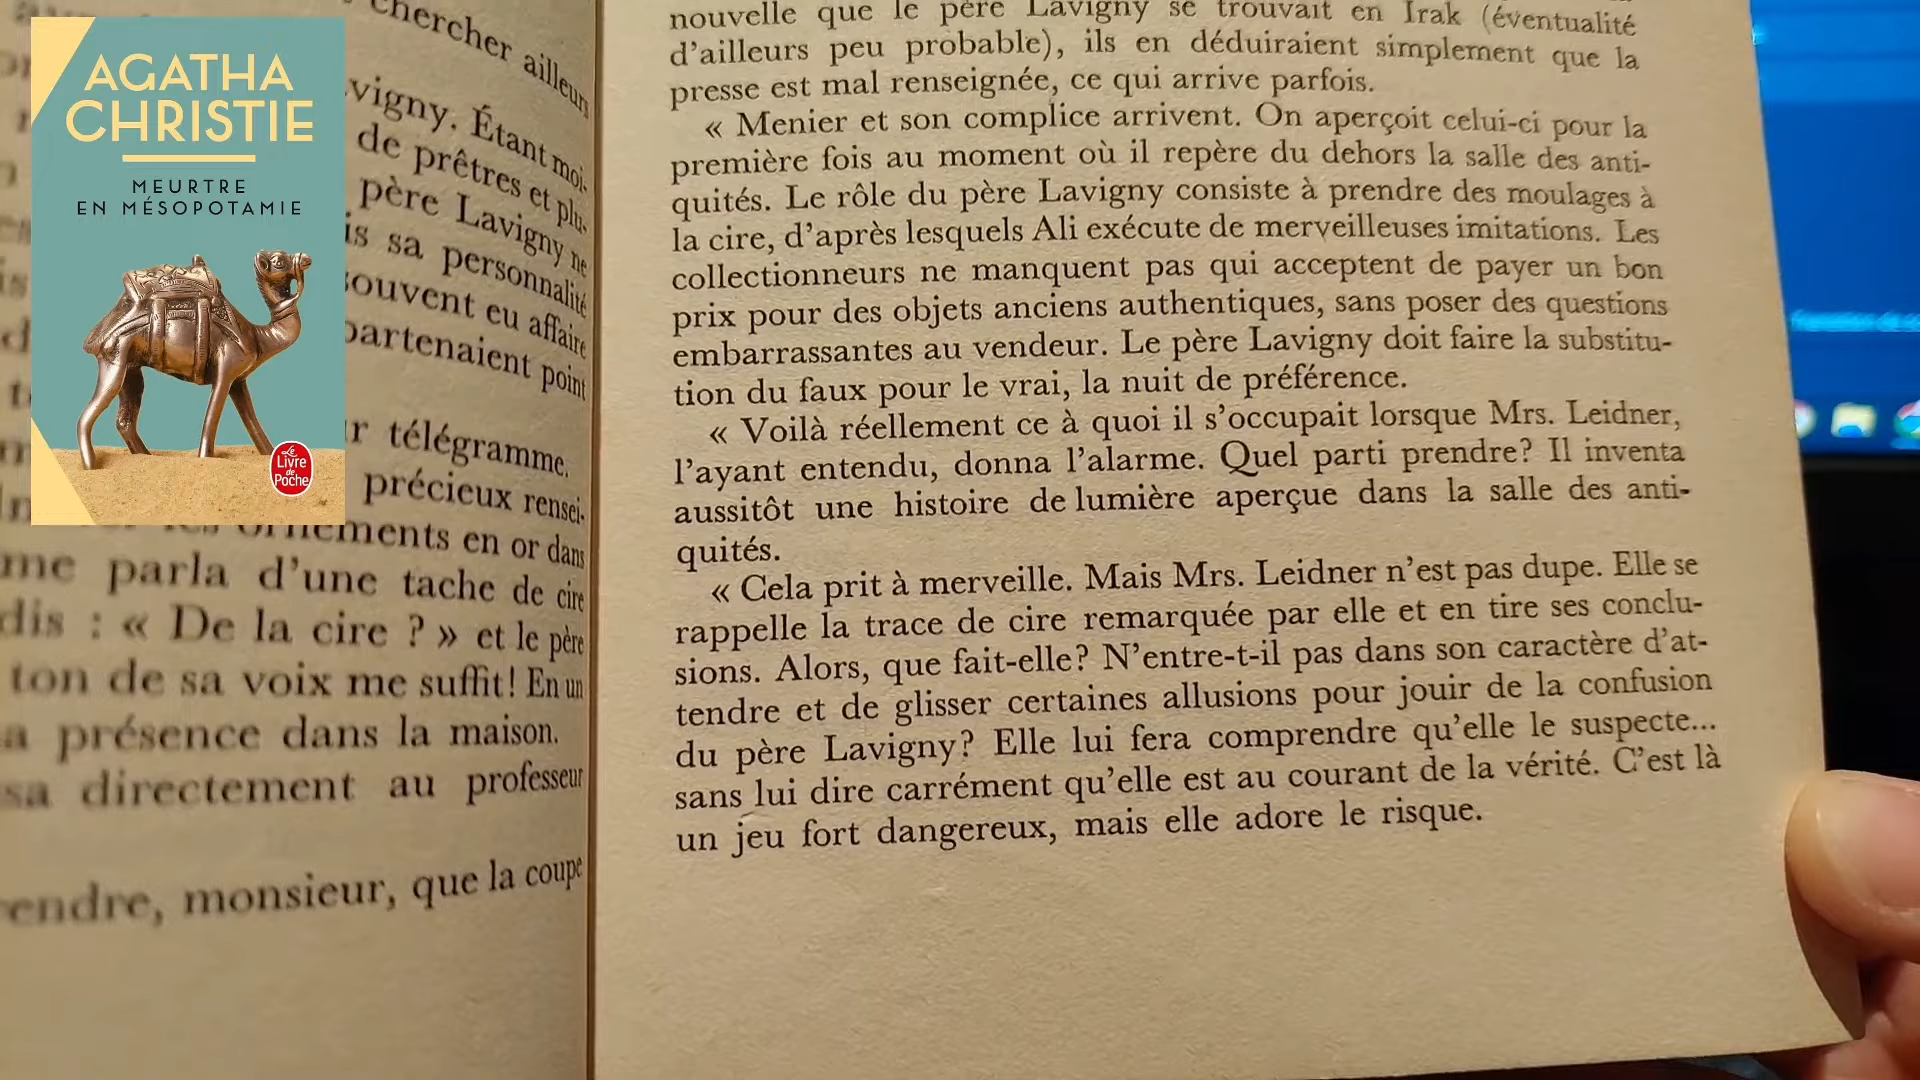 AGATHA
CHRISTIE
MEURTRE
EN MÉSOPOTAMIE
Le
Livre
de
Poche
chercher ailleurs
vigny. Étant moi-
de prêtres et plu-
père Lavigny ne
is sa personnalité
souvent eu affaire
partenaient point
r télégramme.
précieux rensei-
ornements en or dans
me parla d'une tache de cire
dis : « De la cire ? » et le père
ton de sa voix me suffit! En un
a présence dans la maison.
sa directement au professeur
endre, monsieur, que la coupe
nouvelle que le père Lavigny se trouvait en Irak (éventualité
d'ailleurs peu probable), ils en déduiraient simplement que la
presse est mal renseignée, ce qui arrive parfois.
« Menier et son complice arrivent. On aperçoit celui-ci pour la
première fois au moment où il repère du dehors la salle des anti-
quités. Le rôle du père Lavigny consiste à prendre des moulages à
la cire, d'après lesquels Ali exécute de merveilleuses imitations. Les
collectionneurs ne manquent pas qui acceptent de payer un bon
prix pour des objets anciens authentiques, sans poser des questions
embarrassantes au vendeur. Le père Lavigny doit faire la substitu-
tion du faux pour le vrai, la nuit de préférence.
« Voilà réellement ce à quoi il s'occupait lorsque Mrs. Leidner,
l'ayant entendu, donna l'alarme. Quel parti prendre? Il inventa
aussitôt une histoire de lumière aperçue dans la salle des anti-
quités.
« Cela prit à merveille. Mais Mrs. Leidner n'est pas dupe. Elle se
rappelle la trace de cire remarquée par elle et en tire ses conclu-
sions. Alors, que fait-elle? N'entre-t-il pas dans son caractère d'at-
tendre et de glisser certaines allusions pour jouir de la confusion
du père Lavigny? Elle lui fera comprendre qu'elle le suspecte...
sans lui dire carrément qu'elle est au courant de la vérité. C'est là
un jeu fort dangereux, mais elle adore le risque.